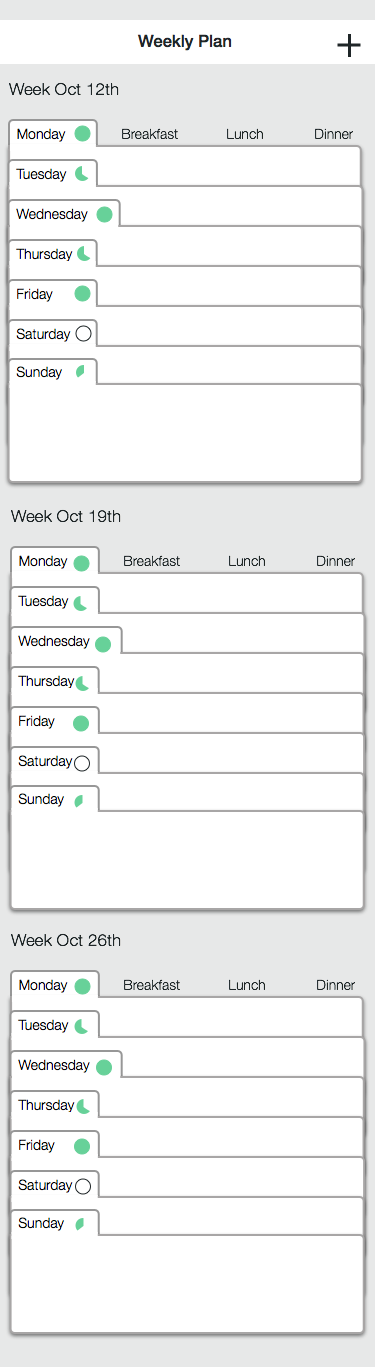 Weekly Plan
Week Oct 12th
Monday Breakfast Lunch Dinner
Tuesday
Wednesday
Thursday
Friday
Saturday
Sunday
Week Oct 19th
Monday Breakfast Lunch Dinner
Tuesday
Wednesday
Thursday
Friday
Saturday
Sunday
Week Oct 26th
Monday Breakfast Lunch Dinner
Tuesday
Wednesday
Thursday
Friday
Saturday
Sunday